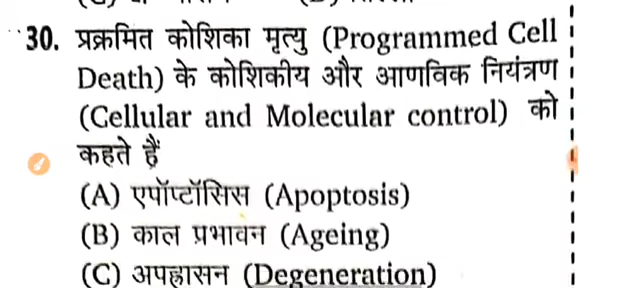 30. प्रक्रमित कोशिका मृत्यु (Programmed Cell
Death) के कोशिकीय और आणविक नियंत्रण
(Cellular and Molecular control) को
कहते हैं
(A) एपॉप्टॉसिस (Apoptosis)
(B) काल प्रभावन (Ageing)
(C) अपह्रासन (Degeneration)